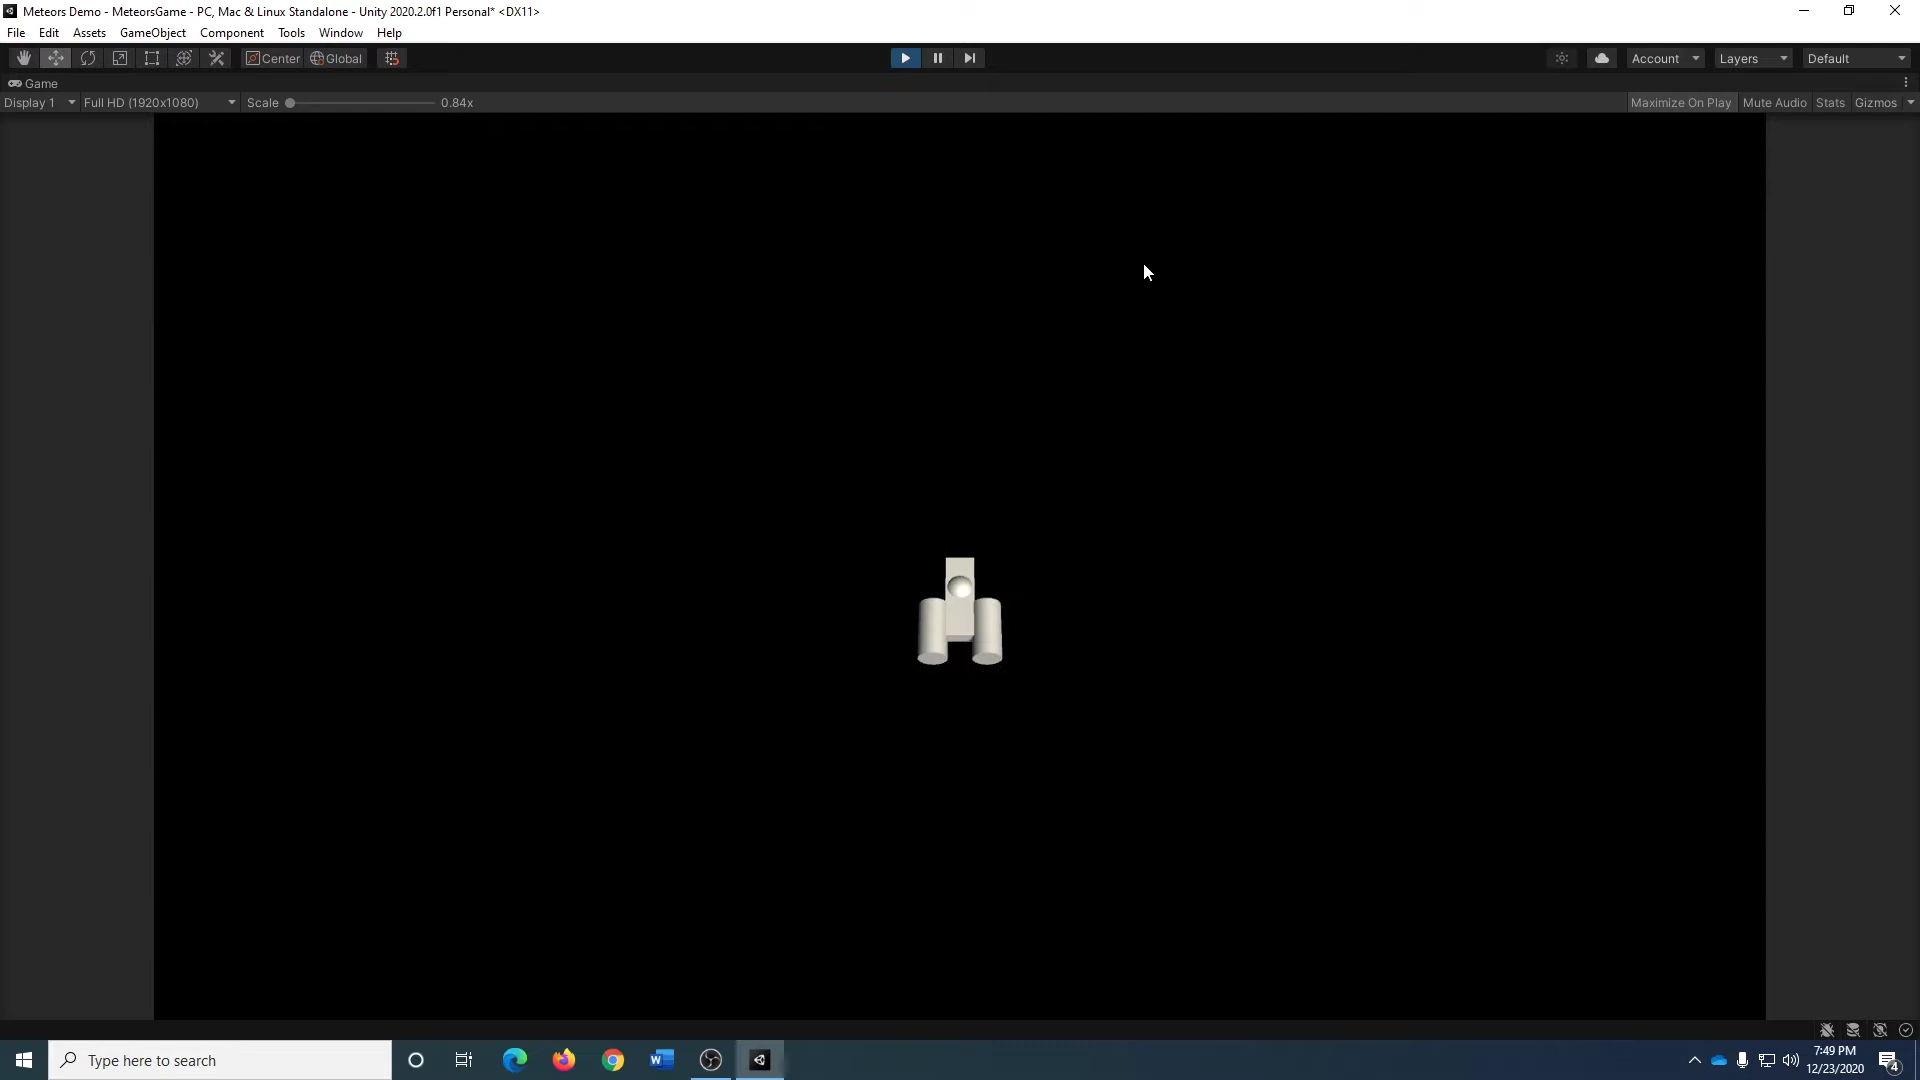 Meteors Demo - MeteorsGame - PC, Mac & Linux Standalone - Unity 2020.2.0f1 Personal* <DX11>
File Edit Assets GameObject Component Tools Window Help
Center Global Account Layers Default
Game
Display 1 Full HD (1920x1080) Scale 0.84x Maximize On Play Mute Audio Stats Gizmos
Type here to search
7:49 PM
12/23/2020
4